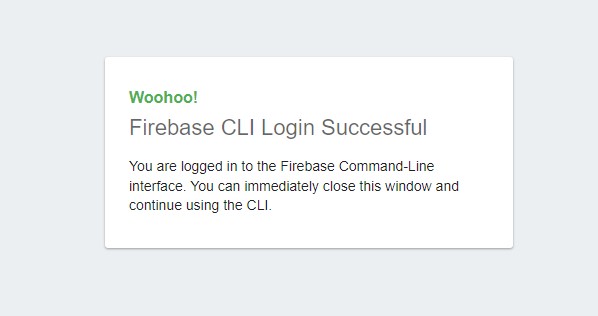 Woohoo!
Firebase CLI Login Successful
You are logged in to the Firebase Command-Line
interface. You can immediately close this window and
continue using the CLI.